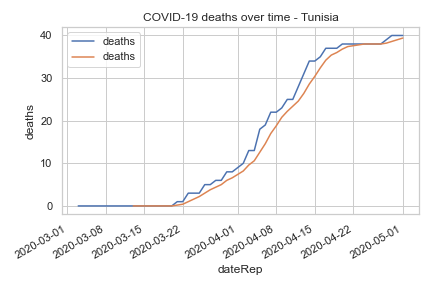 COVID-19 deaths over time - Tunisia
deaths
deaths
deaths
40
30
20
10
0
2020-03-01
2020-03-08
2020-03-15
2020-03-22
2020-04-01
2020-04-08
2020-04-15
2020-04-22
2020-05-01
dateRep